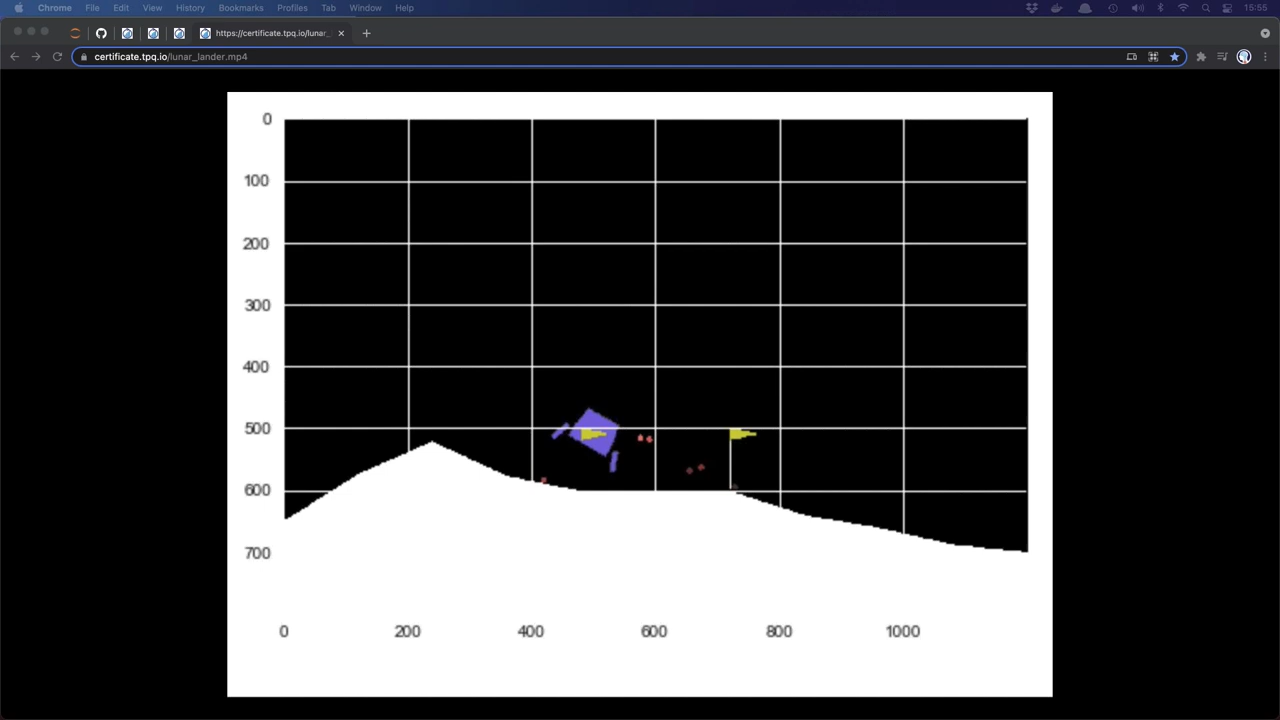 Chrome File Edit View History Bookmarks Profiles Tab Window Help 15:55
https://certificate.tpq.io/lunar_
certificate.tpq.io/lunar_lander.mp4
0
100
200
300
400
500
600
700
0 200 400 600 800 1000